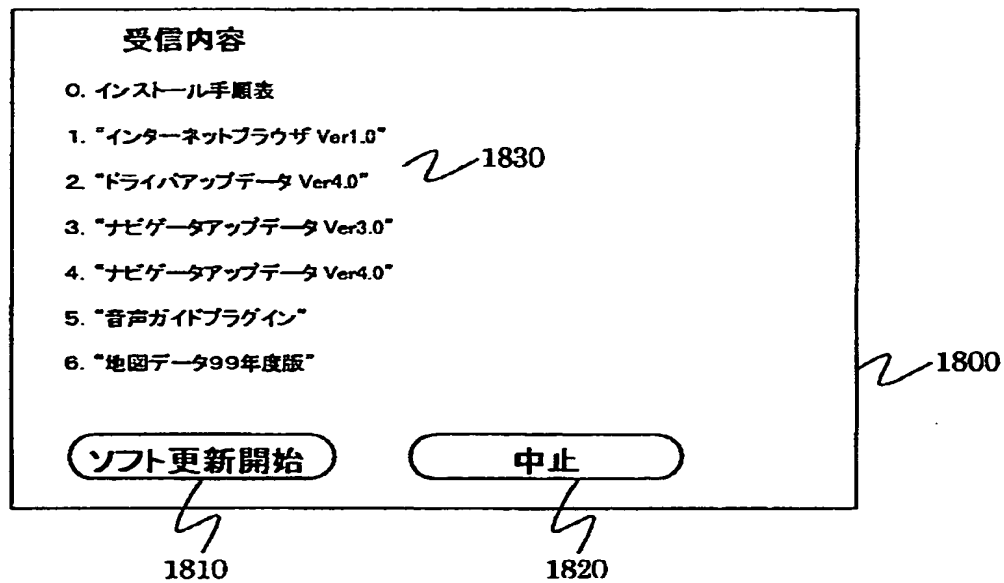 受信内容
0. インストール手順表
1. "インターネットブラウザ Ver1.0"
1830
2. "ドライバアップデータ Ver4.0"
3. "ナビゲータアップデータ Ver3.0"
4. "ナビゲータアップデータ Ver4.0"
5. "音声ガイドプラグイン"
6. "地図データ99年度版"
1800
ソフト更新開始 中止
1810 1820